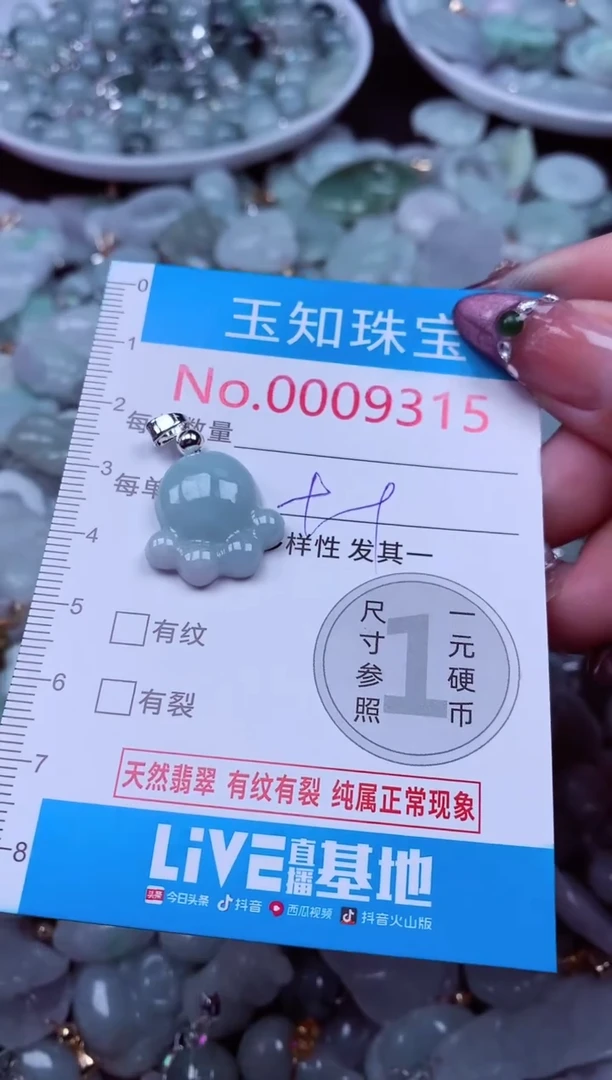 玉知珠宝
No.0009315
每 数量
每单
样性 发其一
有纹
有裂
尺寸参照
1
一元硬币
天然翡翠 有纹有裂 纯属正常现象
LiVE直播基地
头条 今日头条 抖音 西瓜视频 抖音火山版
0
1
2
3
4
5
6
7
8